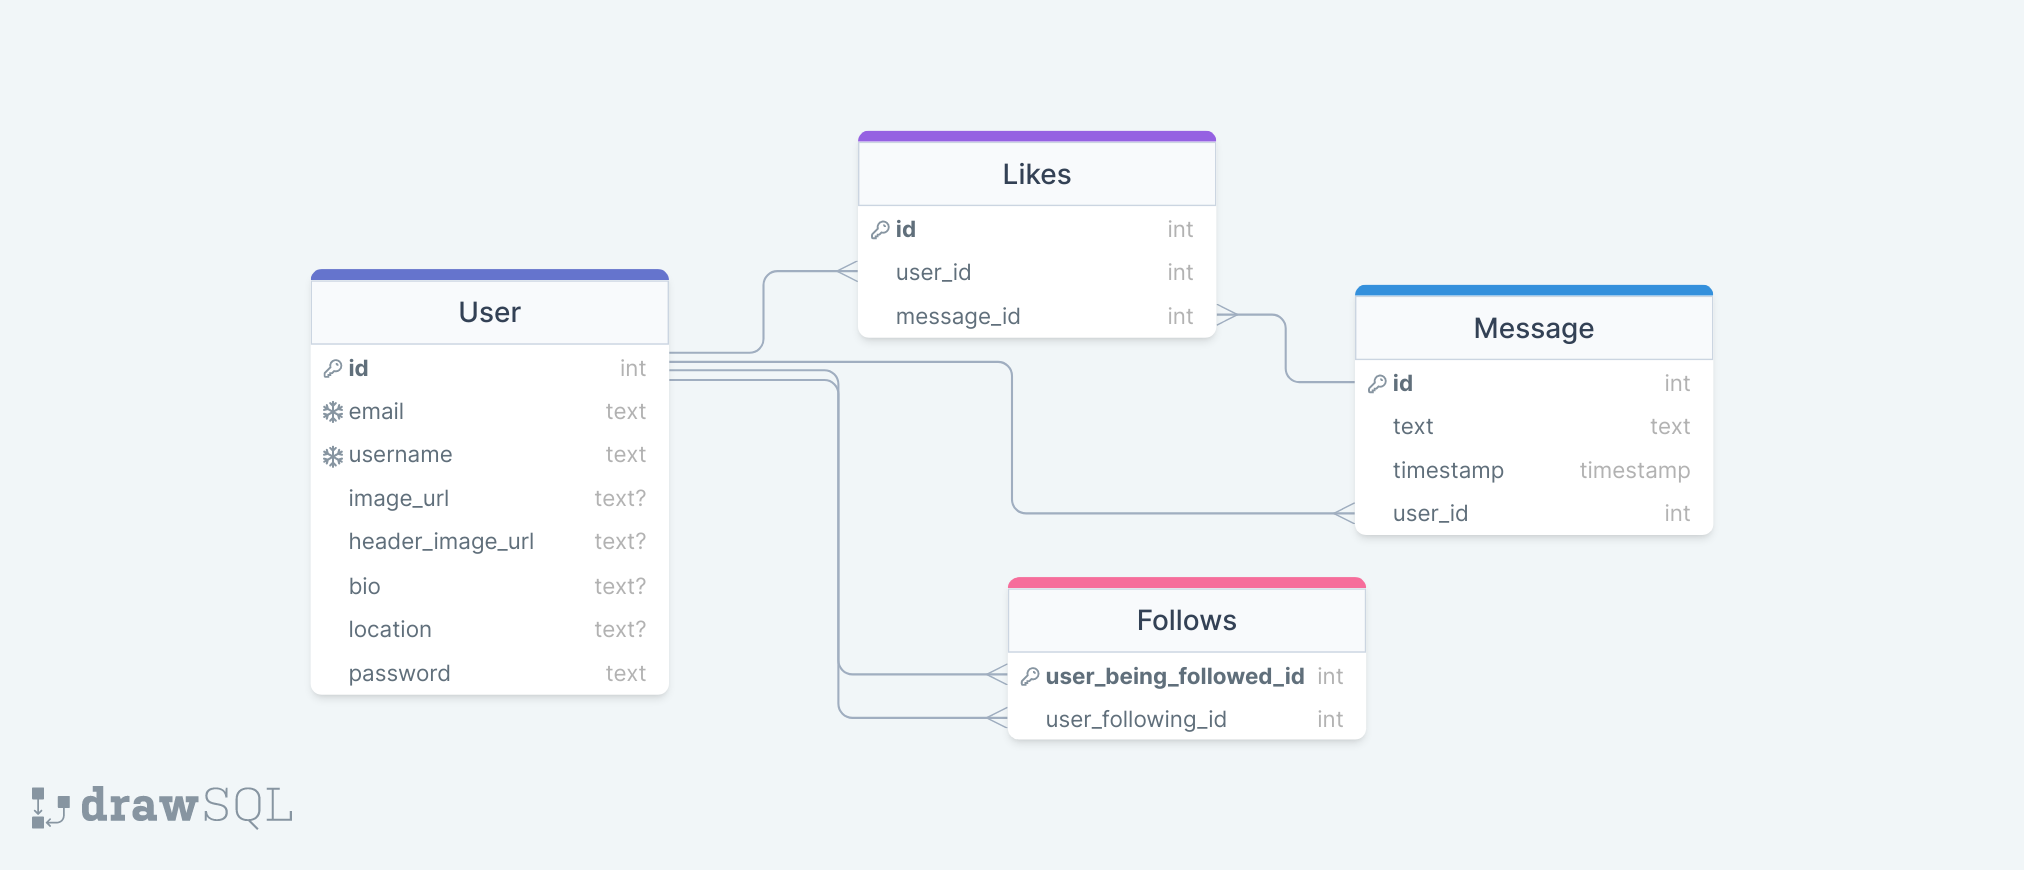 User
id int
email text
username text
image_url text?
header_image_url text?
bio text?
location text?
password text
Likes
id int
user_id int
message_id int
Message
id int
text text
timestamp timestamp
user_id int
Follows
user_being_followed_id int
user_following_id int
drawSQL